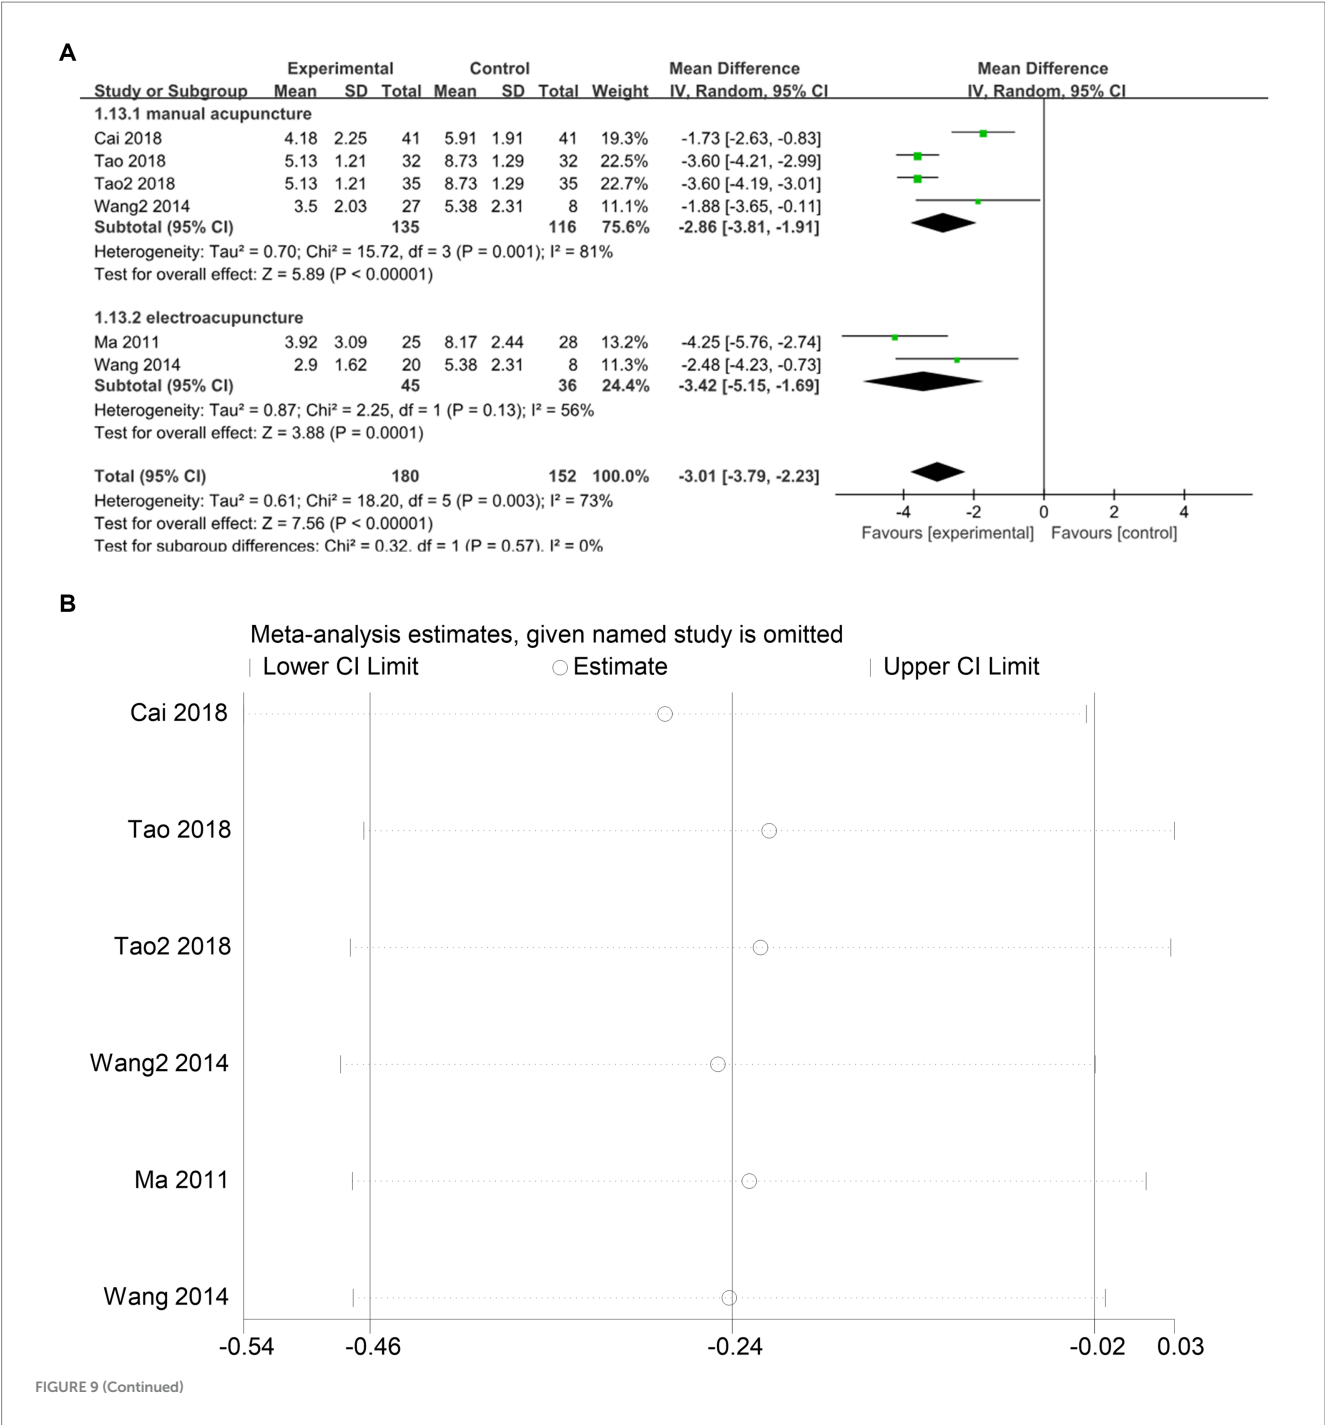 A
Experimental Control Mean Difference Mean Difference
Study or Subgroup Mean SD Total Mean SD Total Weight IV, Random, 95% CI IV, Random, 95% CI
1.13.1 manual acupuncture
Cai 2018 4.18 2.25 41 5.91 1.91 41 19.3% -1.73 [-2.63, -0.83]
Tao 2018 5.13 1.21 32 8.73 1.29 32 22.5% -3.60 [-4.21, -2.99]
Tao2 2018 5.13 1.21 35 8.73 1.29 35 22.7% -3.60 [-4.19, -3.01]
Wang2 2014 3.5 2.03 27 5.38 2.31 8 11.1% -1.88 [-3.65, -0.11]
Subtotal (95% CI) 135 116 75.6% -2.86 [-3.81, -1.91]
Heterogeneity: Tau² = 0.70; Chi² = 15.72, df = 3 (P = 0.001); I² = 81%
Test for overall effect: Z = 5.89 (P < 0.00001)
1.13.2 electroacupuncture
Ma 2011 3.92 3.09 25 8.17 2.44 28 13.2% -4.25 [-5.76, -2.74]
Wang 2014 2.9 1.62 20 5.38 2.31 8 11.3% -2.48 [-4.23, -0.73]
Subtotal (95% CI) 45 36 24.4% -3.42 [-5.15, -1.69]
Heterogeneity: Tau² = 0.87; Chi² = 2.25, df = 1 (P = 0.13); I² = 56%
Test for overall effect: Z = 3.88 (P = 0.0001)
Total (95% CI) 180 152 100.0% -3.01 [-3.79, -2.23]
Heterogeneity: Tau² = 0.61; Chi² = 18.20, df = 5 (P = 0.003); I² = 73%
Test for overall effect: Z = 7.56 (P < 0.00001)
Test for subgroup differences: Chi² = 0.32, df = 1 (P = 0.57), I² = 0%
-4 -2 0 2 4
Favours [experimental] Favours [control]
B
Meta-analysis estimates, given named study is omitted
Lower CI Limit Estimate Upper CI Limit
Cai 2018
Tao 2018
Tao2 2018
Wang2 2014
Ma 2011
Wang 2014
-0.54 -0.46 -0.24 -0.02 0.03
FIGURE 9 (Continued)